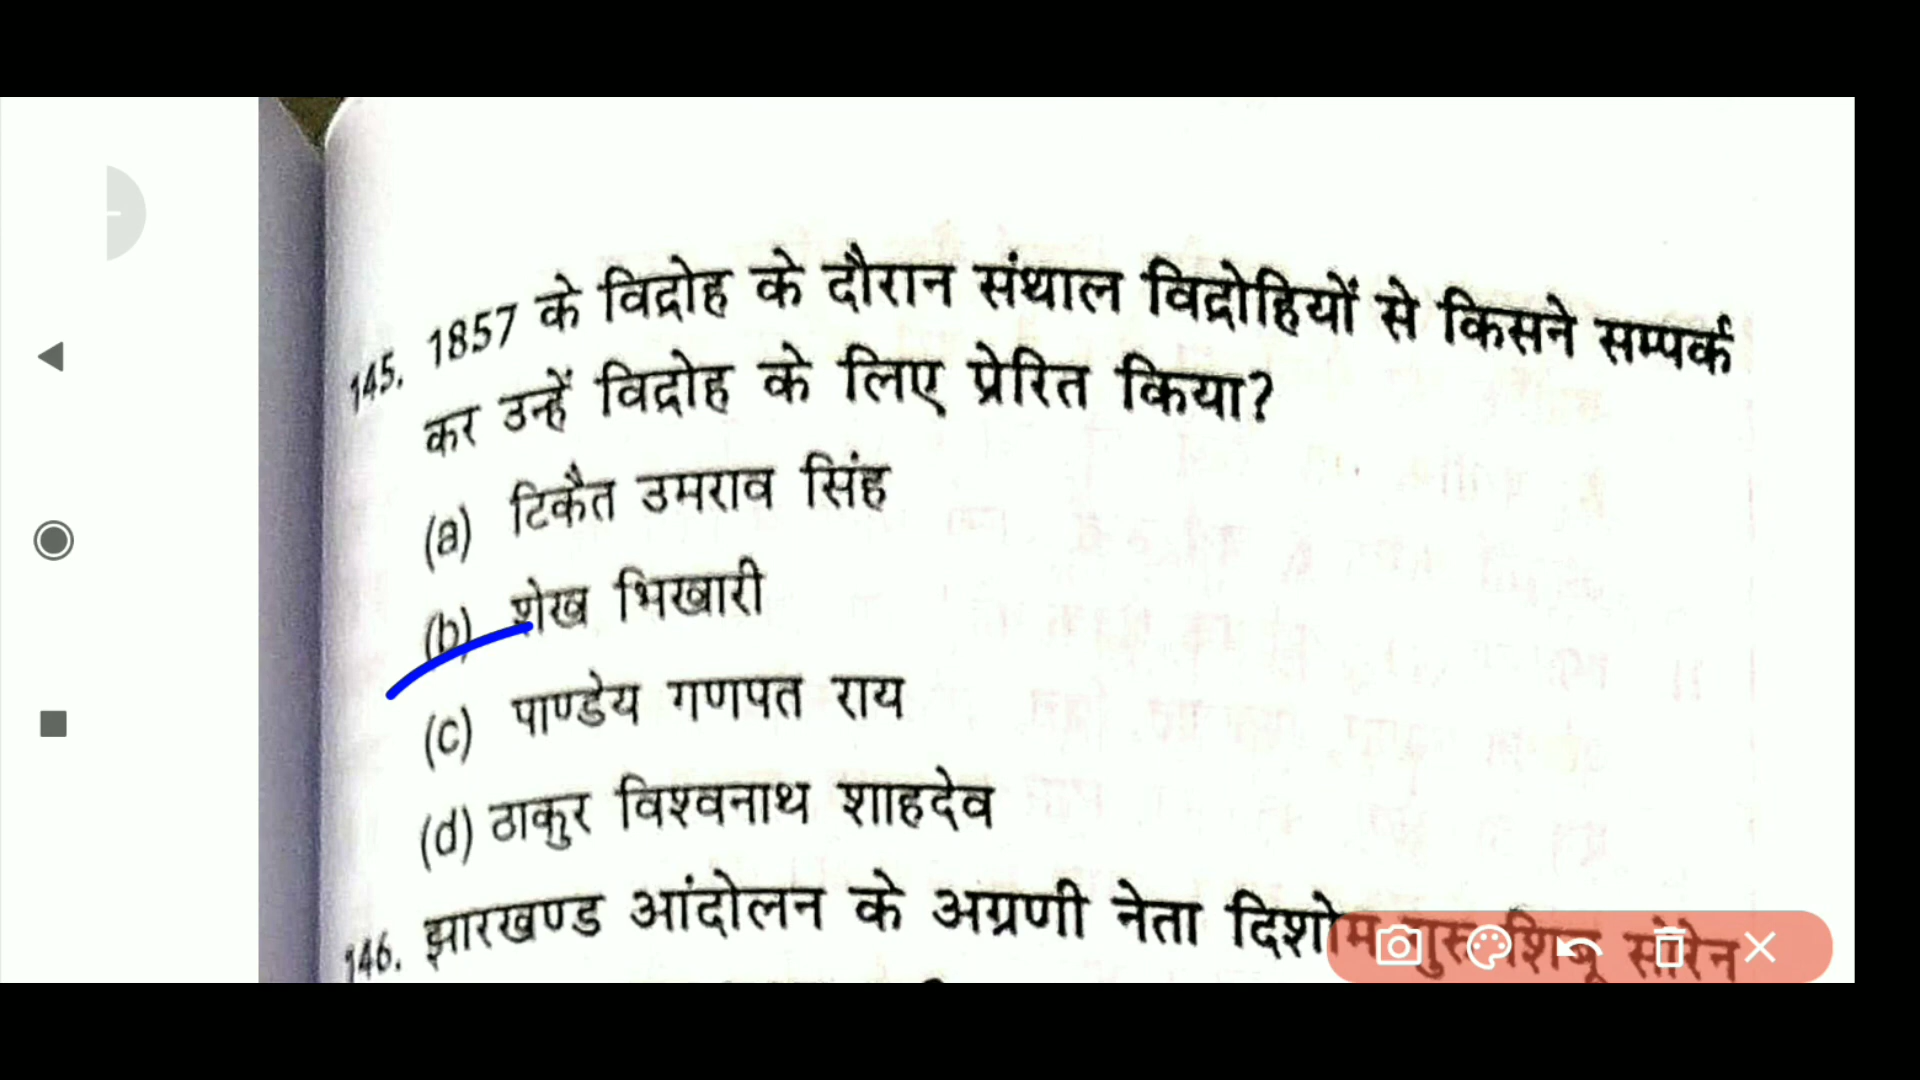 145. 1857 के विद्रोह के दौरान संथाल विद्रोहियों से किसने सम्पर्क
कर उन्हें विद्रोह के लिए प्रेरित किया?
(a) टिकैत उमराव सिंह
(b) शेख भिखारी
(c) पाण्डेय गणपत राय
(d) ठाकुर विश्वनाथ शाहदेव
146. झारखण्ड आंदोलन के अग्रणी नेता दिशोम गुरु शिबू सोरेन